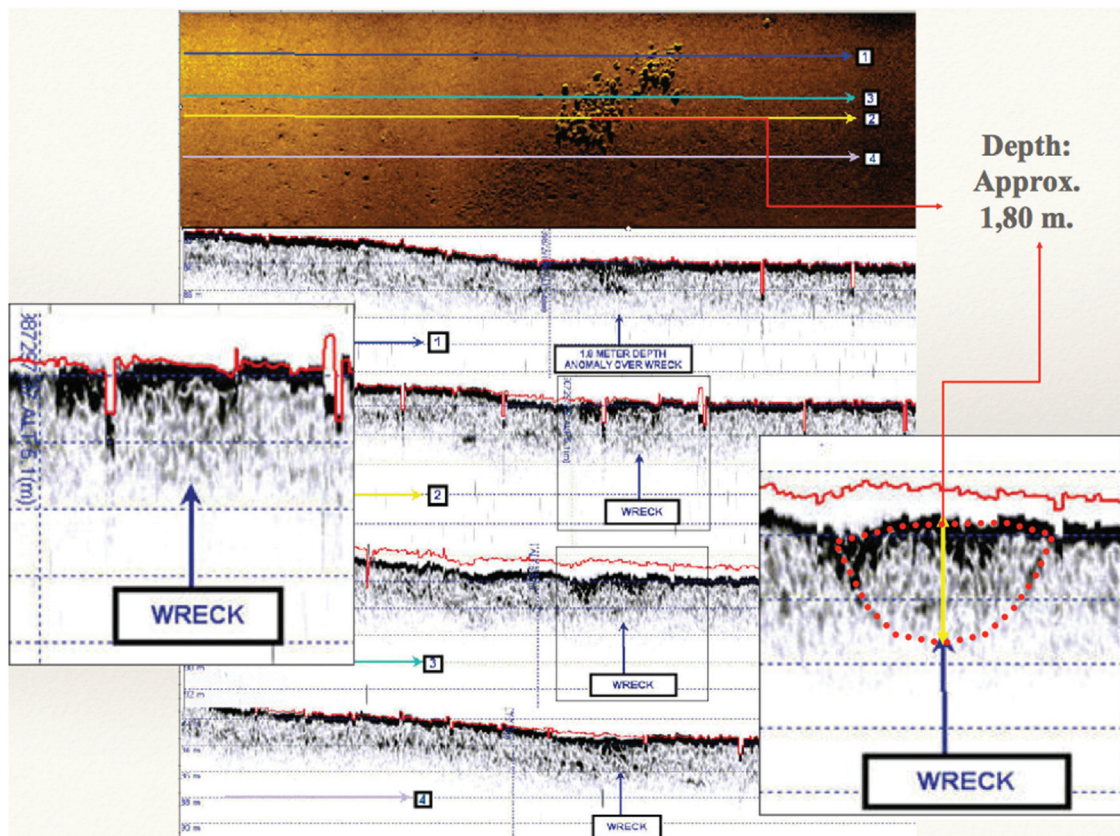 1
3
2
4
Depth:
Approx.
1,80 m.
1
1.8 METER DEPTH
ANOMALY OVER WRECK
2
WRECK
WRECK
WRECK
3
WRECK
WRECK
4
WRECK